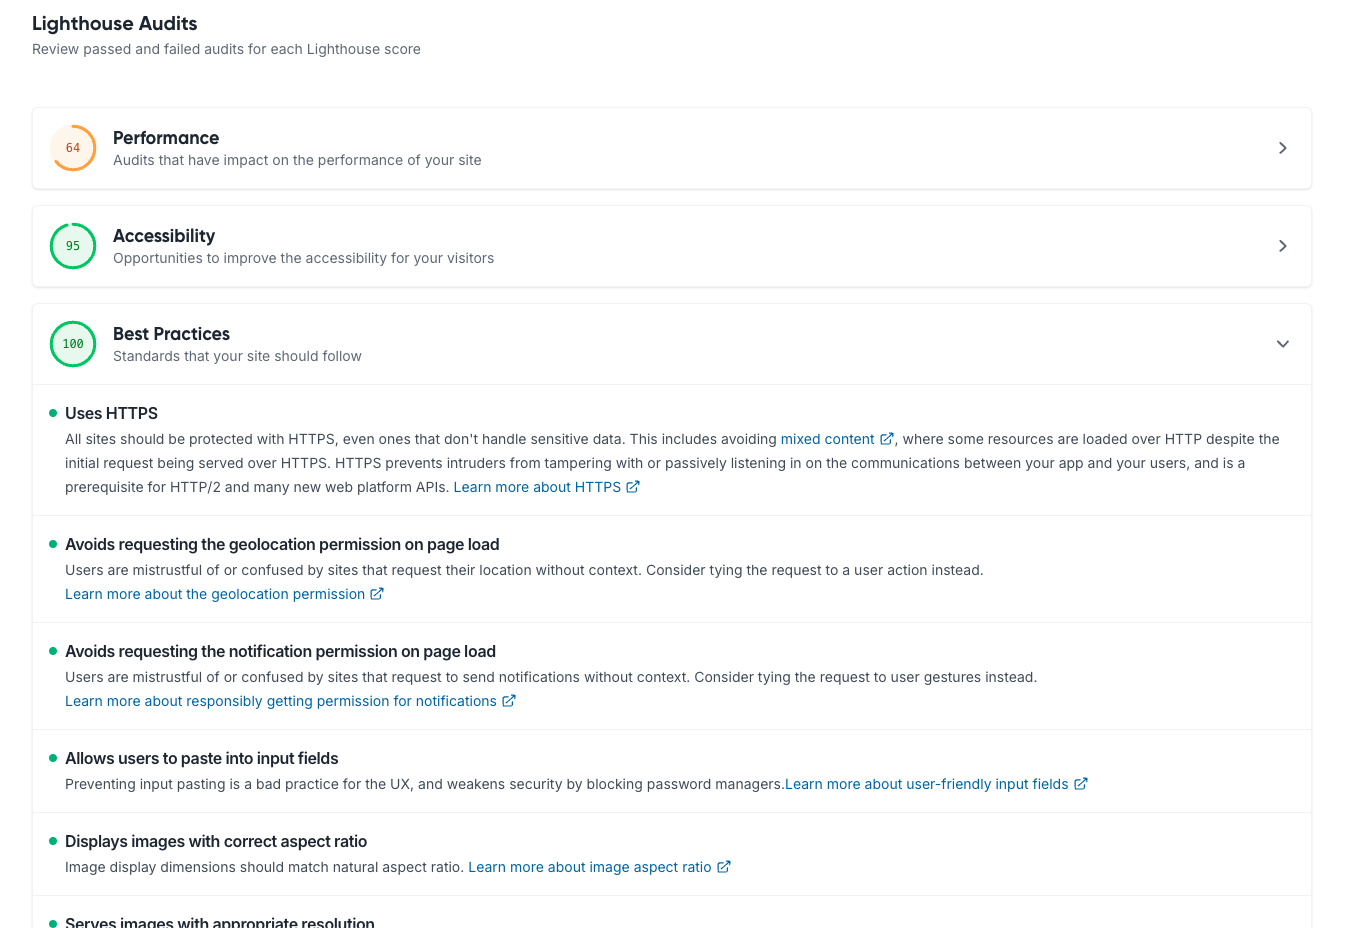 Lighthouse Audits
Review passed and failed audits for each Lighthouse score
64
Performance
Audits that have impact on the performance of your site
95
Accessibility
Opportunities to improve the accessibility for your visitors
100
Best Practices
Standards that your site should follow
Uses HTTPS
All sites should be protected with HTTPS, even ones that don't handle sensitive data. This includes avoiding mixed content, where some resources are loaded over HTTP despite the
initial request being served over HTTPS. HTTPS prevents intruders from tampering with or passively listening in on the communications between your app and your users, and is a
prerequisite for HTTP/2 and many new web platform APIs. Learn more about HTTPS
Avoids requesting the geolocation permission on page load
Users are mistrustful of or confused by sites that request their location without context. Consider tying the request to a user action instead.
Learn more about the geolocation permission
Avoids requesting the notification permission on page load
Users are mistrustful of or confused by sites that request to send notifications without context. Consider tying the request to user gestures instead.
Learn more about responsibly getting permission for notifications
Allows users to paste into input fields
Preventing input pasting is a bad practice for the UX, and weakens security by blocking password managers.Learn more about user-friendly input fields
Displays images with correct aspect ratio
Image display dimensions should match natural aspect ratio. Learn more about image aspect ratio
Serves images with appropriate resolution